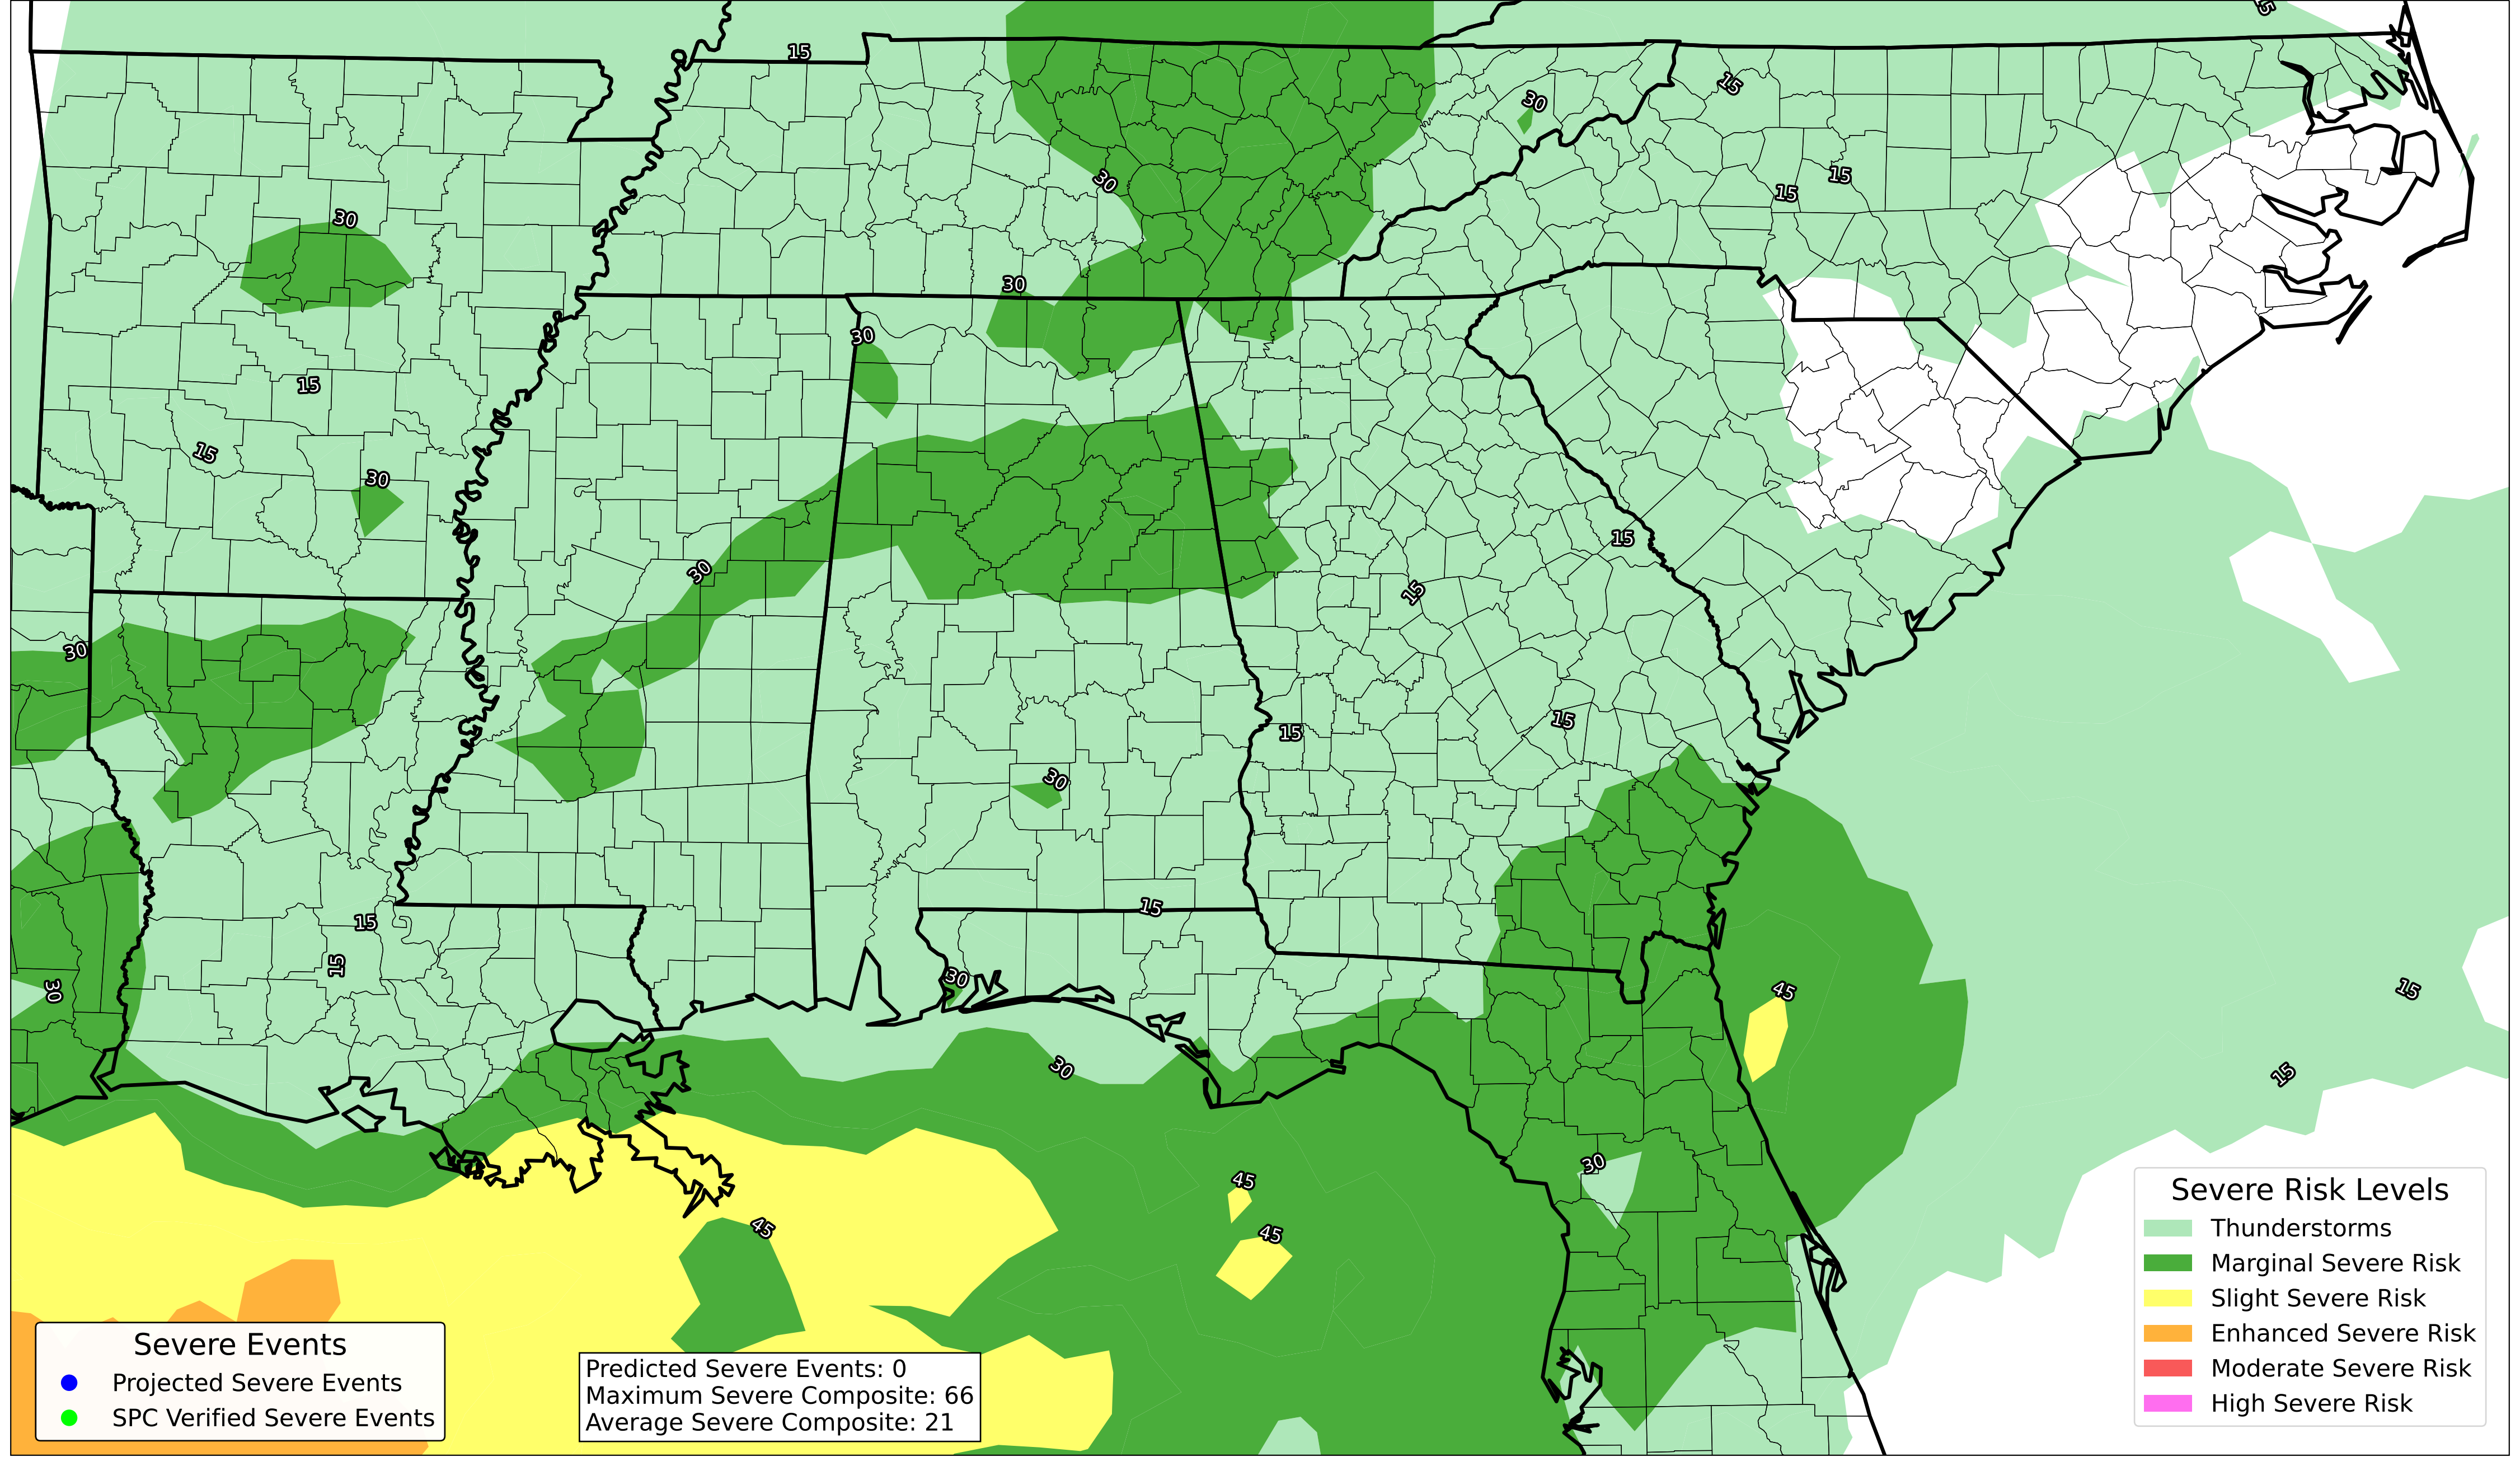 15
15
30
15
15
30
15
15
30
30
30
15
15
30
30
15
15
30
15
15
30
15
15
30
15
30
30
45
15
15
30
45
45
45
30
Severe Events
Projected Severe Events
SPC Verified Severe Events
Predicted Severe Events: 0
Maximum Severe Composite: 66
Average Severe Composite: 21
Severe Risk Levels
Thunderstorms
Marginal Severe Risk
Slight Severe Risk
Enhanced Severe Risk
Moderate Severe Risk
High Severe Risk